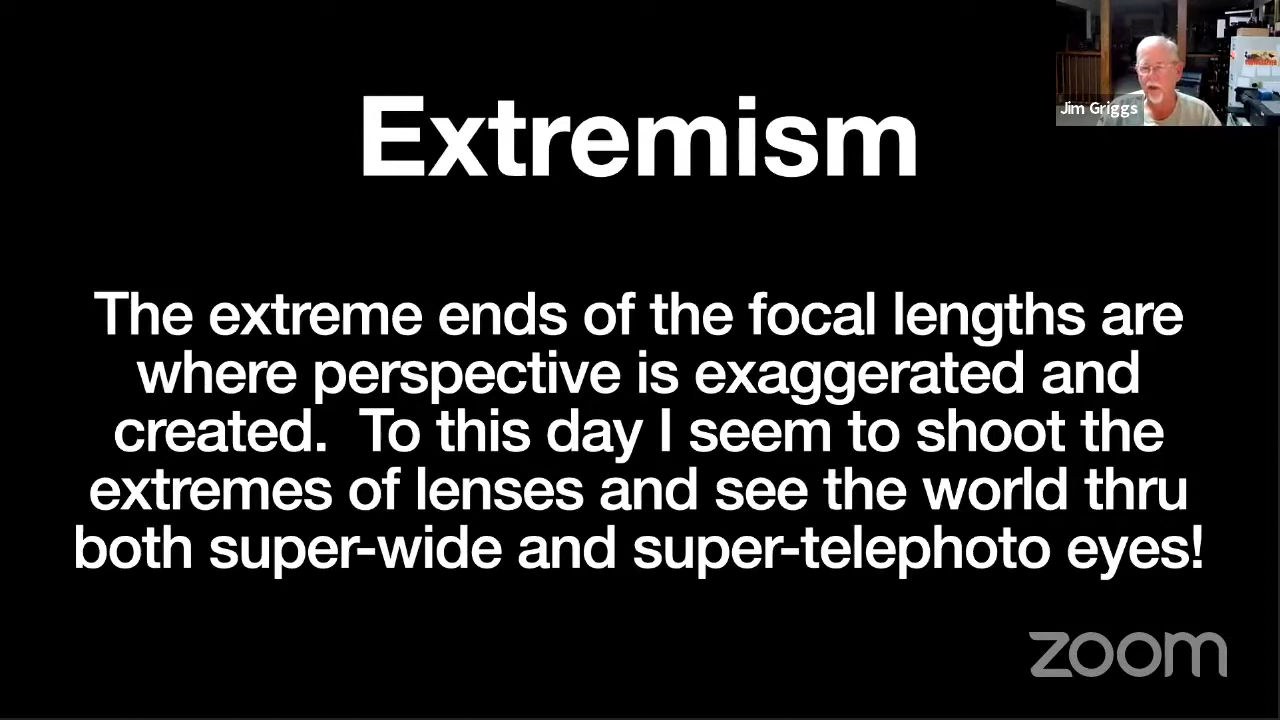 Extremism
Jim Griggs
The extreme ends of the focal lengths are
where perspective is exaggerated and
created.  To this day I seem to shoot the
extremes of lenses and see the world thru
both super-wide and super-telephoto eyes!
zoom